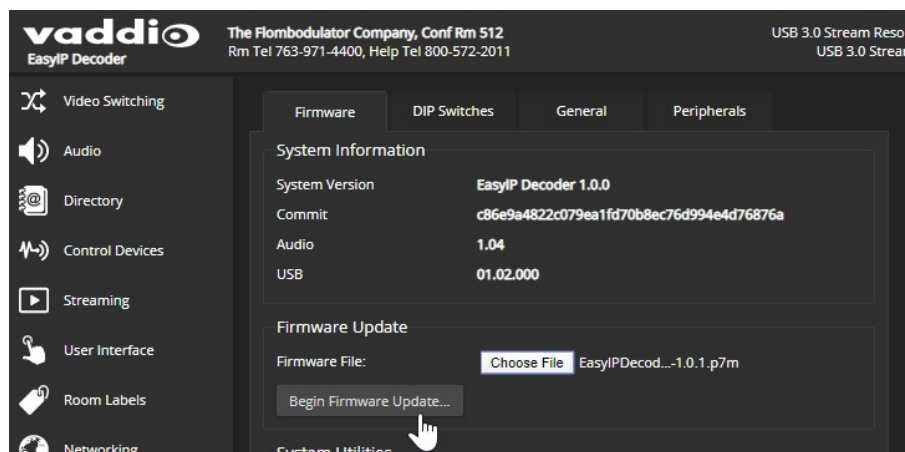 vaddio
EasyIP Decoder
The Flombodulator Company, Conf Rm 512
Rm Tel 763-971-4400, Help Tel 800-572-2011
USB 3.0 Stream Reso
USB 3.0 Strea
Video Switching
Audio
Directory
Control Devices
Streaming
User Interface
Room Labels
Networking
Firmware
DIP Switches
General
Peripherals
System Information
System Version EasyIP Decoder 1.0.0
Commit c86e9a4822c079ea1fd70b8ec76d994e4d76876a
Audio 1.04
USB 01.02.000
Firmware Update
Firmware File: Choose File EasyIPDecod...-1.0.1.p7m
Begin Firmware Update...
System Utilities